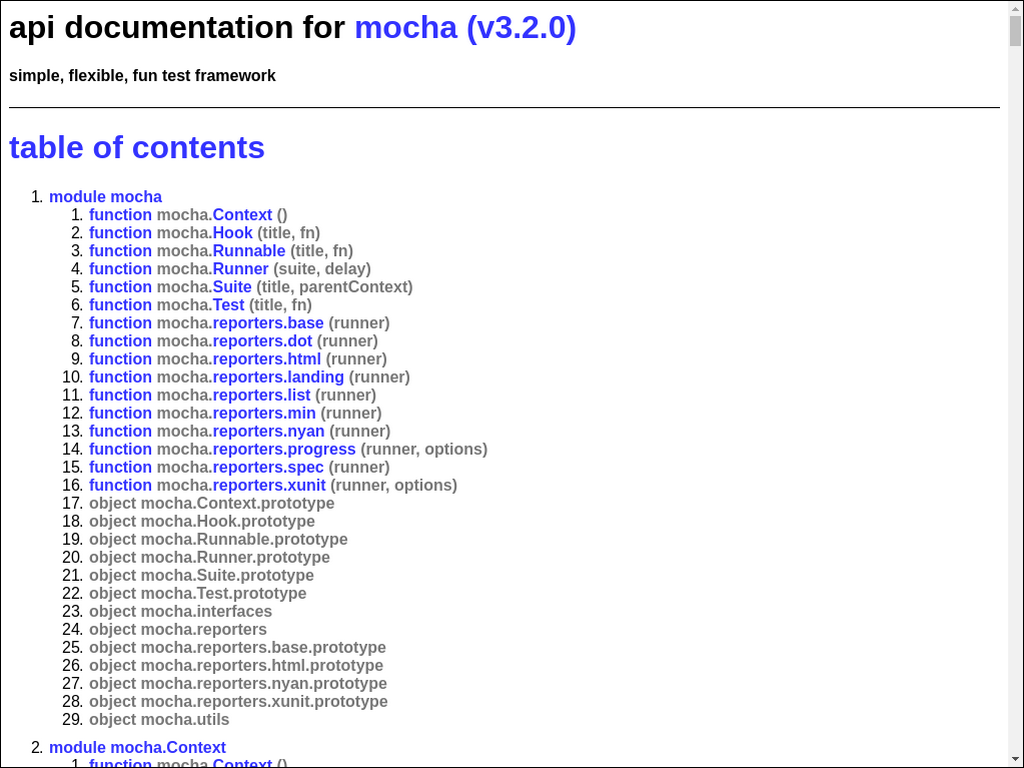 api documentation for mocha (v3.2.0)
simple, flexible, fun test framework
table of contents
1. module mocha
1. function mocha.Context ()
2. function mocha.Hook (title, fn)
3. function mocha.Runnable (title, fn)
4. function mocha.Runner (suite, delay)
5. function mocha.Suite (title, parentContext)
6. function mocha.Test (title, fn)
7. function mocha.reporters.base (runner)
8. function mocha.reporters.dot (runner)
9. function mocha.reporters.html (runner)
10. function mocha.reporters.landing (runner)
11. function mocha.reporters.list (runner)
12. function mocha.reporters.min (runner)
13. function mocha.reporters.nyan (runner)
14. function mocha.reporters.progress (runner, options)
15. function mocha.reporters.spec (runner)
16. function mocha.reporters.xunit (runner, options)
17. object mocha.Context.prototype
18. object mocha.Hook.prototype
19. object mocha.Runnable.prototype
20. object mocha.Runner.prototype
21. object mocha.Suite.prototype
22. object mocha.Test.prototype
23. object mocha.interfaces
24. object mocha.reporters
25. object mocha.reporters.base.prototype
26. object mocha.reporters.html.prototype
27. object mocha.reporters.nyan.prototype
28. object mocha.reporters.xunit.prototype
29. object mocha.utils
2. module mocha.Context
1. function mocha.Context ()